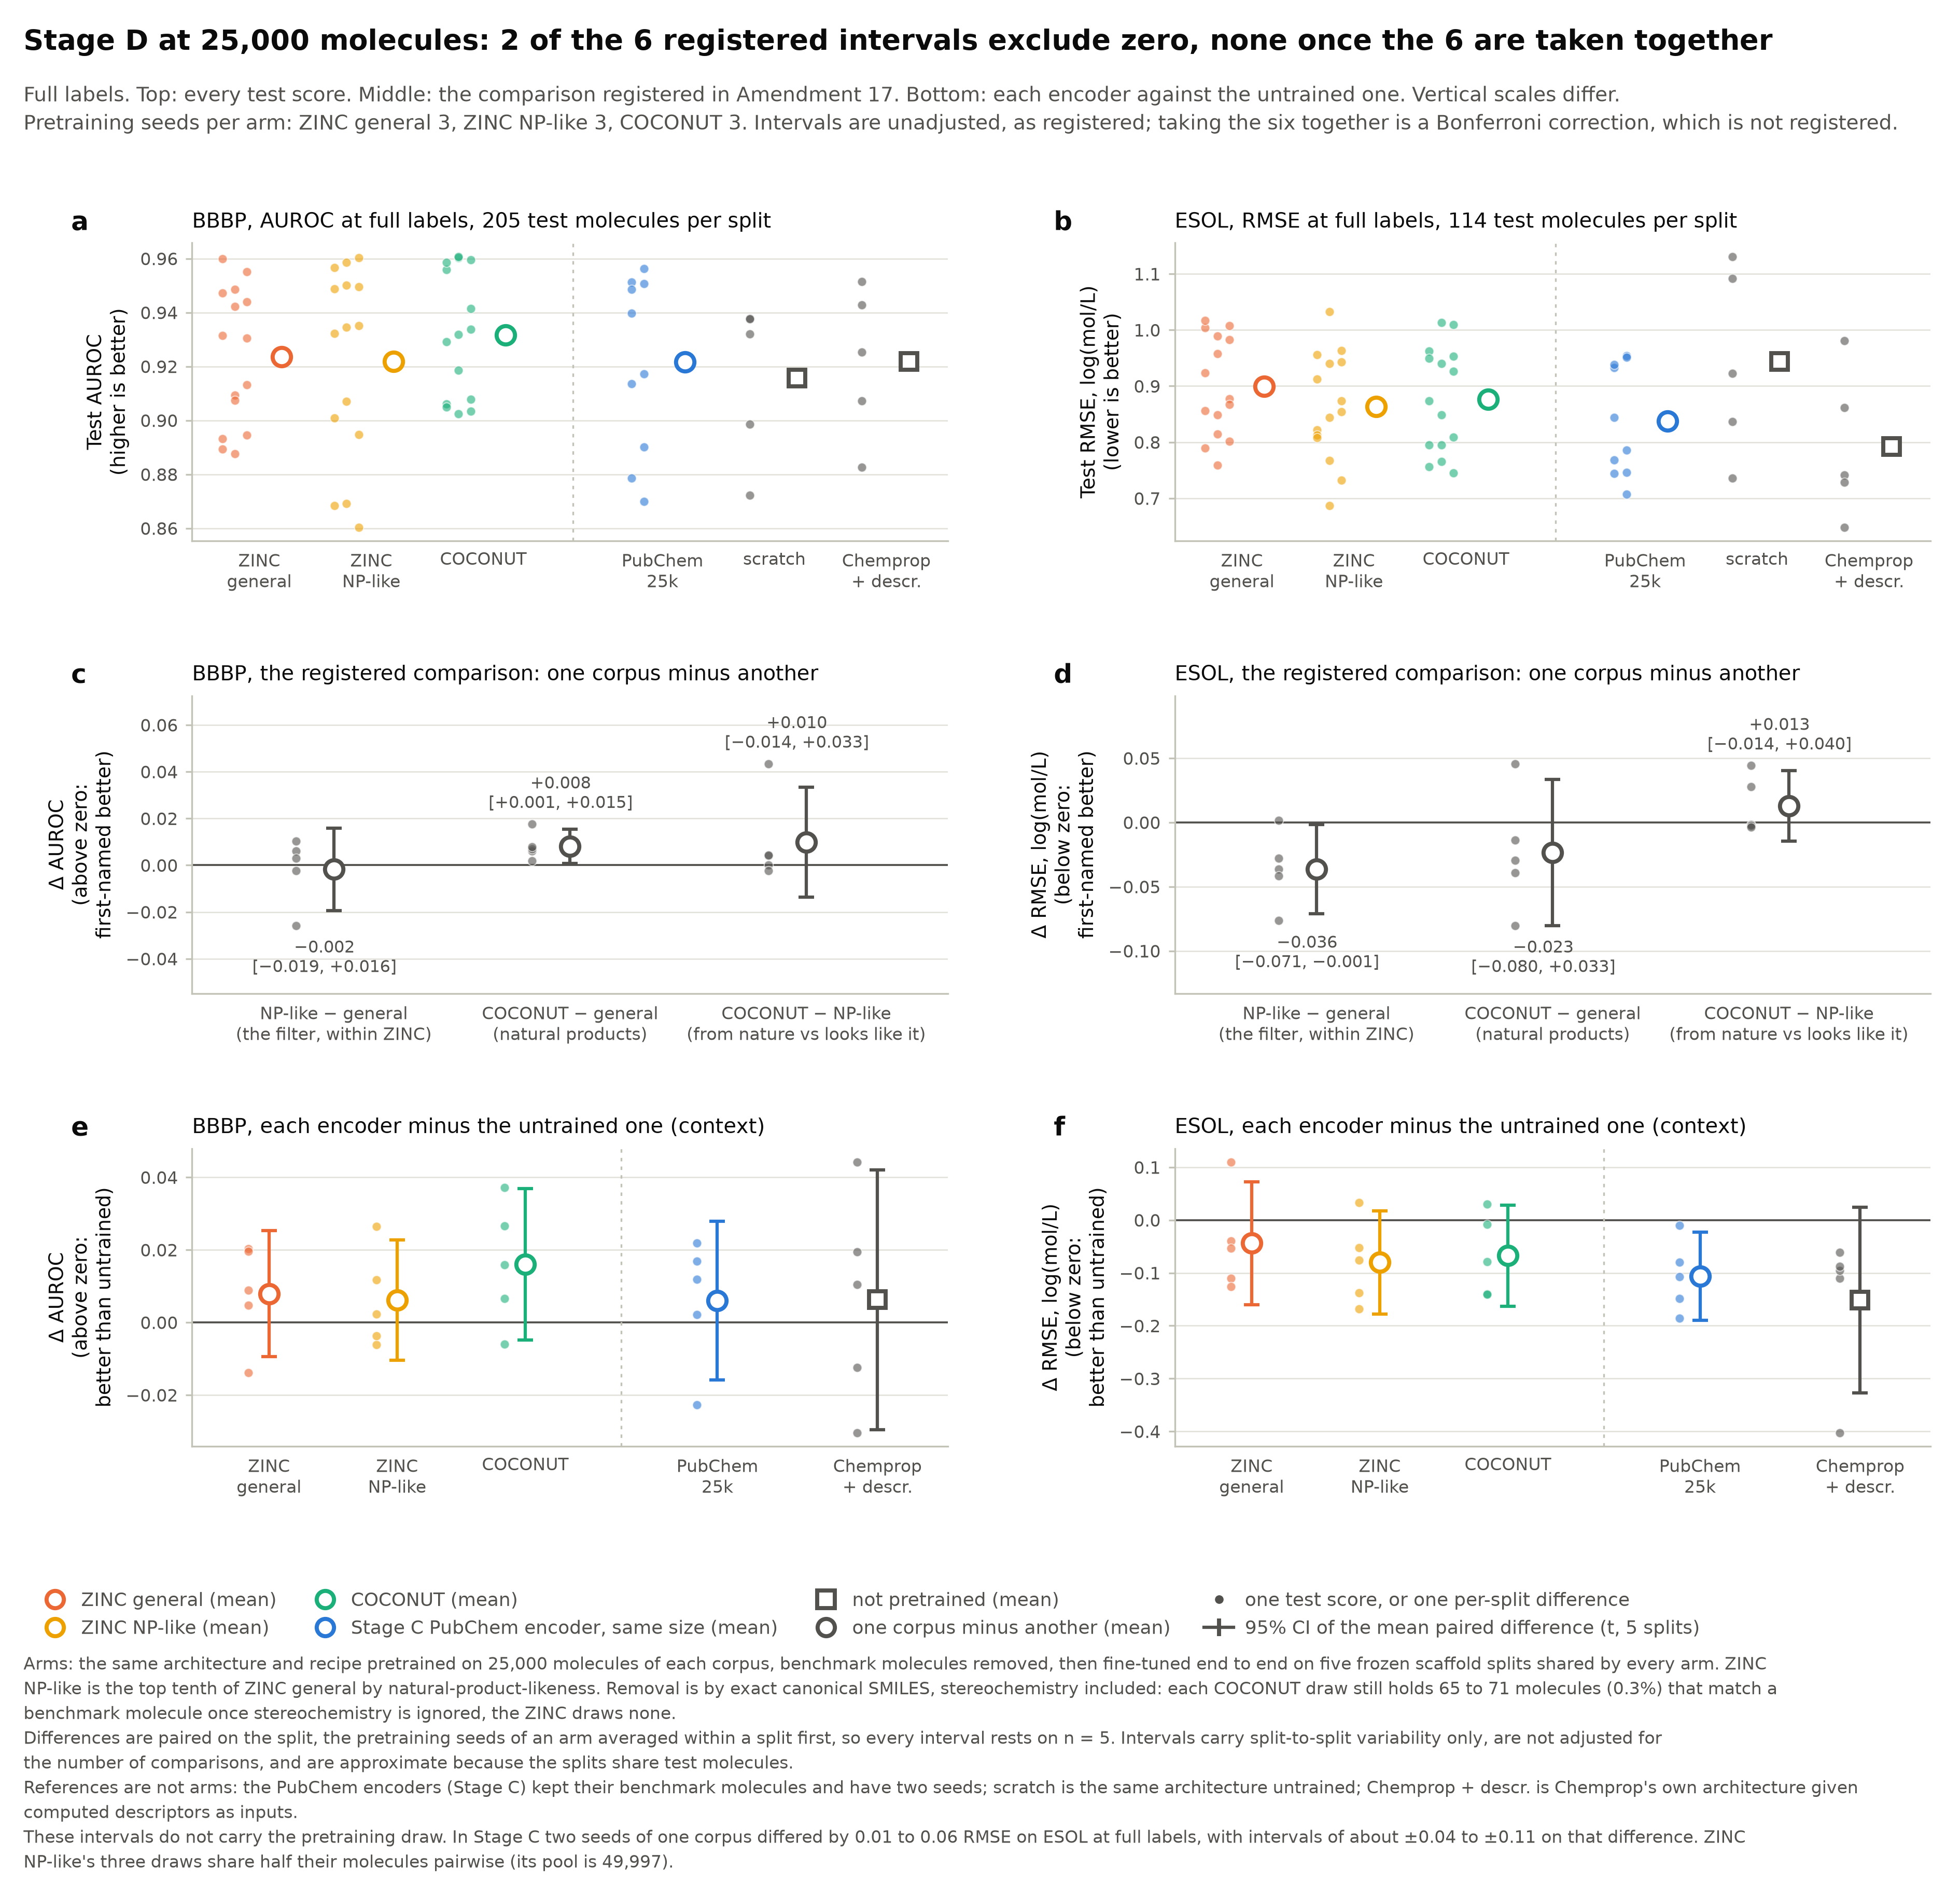 Stage D at 25,000 molecules: 2 of the 6 registered intervals exclude zero, none once the 6 are taken together
Full labels. Top: every test score. Middle: the comparison registered in Amendment 17. Bottom: each encoder against the untrained one. Vertical scales differ.
Pretraining seeds per arm: ZINC general 3, ZINC NP-like 3, COCONUT 3. Intervals are unadjusted, as registered; taking the six together is a Bonferroni correction, which is not registered.
a
BBBP, AUROC at full labels, 205 test molecules per split
Test AUROC
(higher is better)
0.96
0.94
0.92
0.90
0.88
0.86
ZINC
general
ZINC
NP-like
COCONUT
PubChem
25k
scratch
Chemprop
+ descr.
b
ESOL, RMSE at full labels, 114 test molecules per split
Test RMSE, log(mol/L)
(lower is better)
1.1
1.0
0.9
0.8
0.7
ZINC
general
ZINC
NP-like
COCONUT
PubChem
25k
scratch
Chemprop
+ descr.
c
BBBP, the registered comparison: one corpus minus another
Δ AUROC
(above zero:
first-named better)
0.06
0.04
0.02
0.00
−0.02
−0.04
−0.002
[−0.019, +0.016]
+0.008
[+0.001, +0.015]
+0.010
[−0.014, +0.033]
NP-like − general
(the filter, within ZINC)
COCONUT − general
(natural products)
COCONUT − NP-like
(from nature vs looks like it)
d
ESOL, the registered comparison: one corpus minus another
Δ RMSE, log(mol/L)
(below zero:
first-named better)
0.05
0.00
−0.05
−0.10
−0.036
[−0.071, −0.001]
−0.023
[−0.080, +0.033]
+0.013
[−0.014, +0.040]
NP-like − general
(the filter, within ZINC)
COCONUT − general
(natural products)
COCONUT − NP-like
(from nature vs looks like it)
e
BBBP, each encoder minus the untrained one (context)
Δ AUROC
(above zero:
better than untrained)
0.04
0.02
0.00
−0.02
ZINC
general
ZINC
NP-like
COCONUT
PubChem
25k
Chemprop
+ descr.
f
ESOL, each encoder minus the untrained one (context)
Δ RMSE, log(mol/L)
(below zero:
better than untrained)
0.1
0.0
−0.1
−0.2
−0.3
−0.4
ZINC
general
ZINC
NP-like
COCONUT
PubChem
25k
Chemprop
+ descr.
ZINC general (mean)
ZINC NP-like (mean)
COCONUT (mean)
Stage C PubChem encoder, same size (mean)
not pretrained (mean)
one corpus minus another (mean)
one test score, or one per-split difference
95% CI of the mean paired difference (t, 5 splits)
Arms: the same architecture and recipe pretrained on 25,000 molecules of each corpus, benchmark molecules removed, then fine-tuned end to end on five frozen scaffold splits shared by every arm. ZINC
NP-like is the top tenth of ZINC general by natural-product-likeness. Removal is by exact canonical SMILES, stereochemistry included: each COCONUT draw still holds 65 to 71 molecules (0.3%) that match a
benchmark molecule once stereochemistry is ignored, the ZINC draws none.
Differences are paired on the split, the pretraining seeds of an arm averaged within a split first, so every interval rests on n = 5. Intervals carry split-to-split variability only, are not adjusted for
the number of comparisons, and are approximate because the splits share test molecules.
References are not arms: the PubChem encoders (Stage C) kept their benchmark molecules and have two seeds; scratch is the same architecture untrained; Chemprop + descr. is Chemprop's own architecture given
computed descriptors as inputs.
These intervals do not carry the pretraining draw. In Stage C two seeds of one corpus differed by 0.01 to 0.06 RMSE on ESOL at full labels, with intervals of about ±0.04 to ±0.11 on that difference. ZINC
NP-like's three draws share half their molecules pairwise (its pool is 49,997).